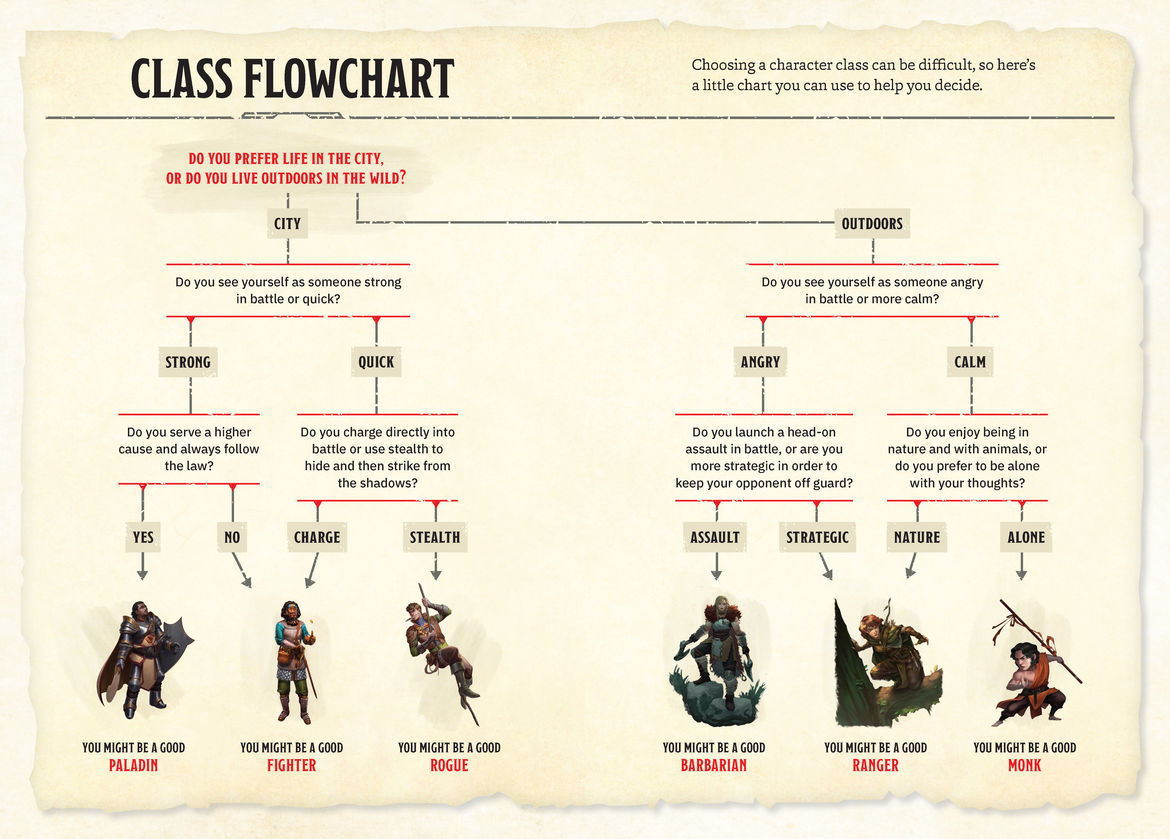 CLASS FLOWCHART
Choosing a character class can be difficult, so here's
a little chart you can use to help you decide.
DO YOU PREFER LIFE IN THE CITY,
OR DO YOU LIVE OUTDOORS IN THE WILD?
CITY
OUTDOORS
Do you see yourself as someone strong
in battle or quick?
Do you see yourself as someone angry
in battle or more calm?
STRONG
QUICK
ANGRY
CALM
Do you serve a higher
cause and always follow
the law?
Do you charge directly into
battle or use stealth to
hide and then strike from
the shadows?
Do you launch a head-on
assault in battle, or are you
more strategic in order to
keep your opponent off guard?
Do you enjoy being in
nature and with animals, or
do you prefer to be alone
with your thoughts?
YES
NO
CHARGE
STEALTH
ASSAULT
STRATEGIC
NATURE
ALONE
YOU MIGHT BE A GOOD
PALADIN
YOU MIGHT BE A GOOD
FIGHTER
YOU MIGHT BE A GOOD
ROGUE
YOU MIGHT BE A GOOD
BARBARIAN
YOU MIGHT BE A GOOD
RANGER
YOU MIGHT BE A GOOD
MONK